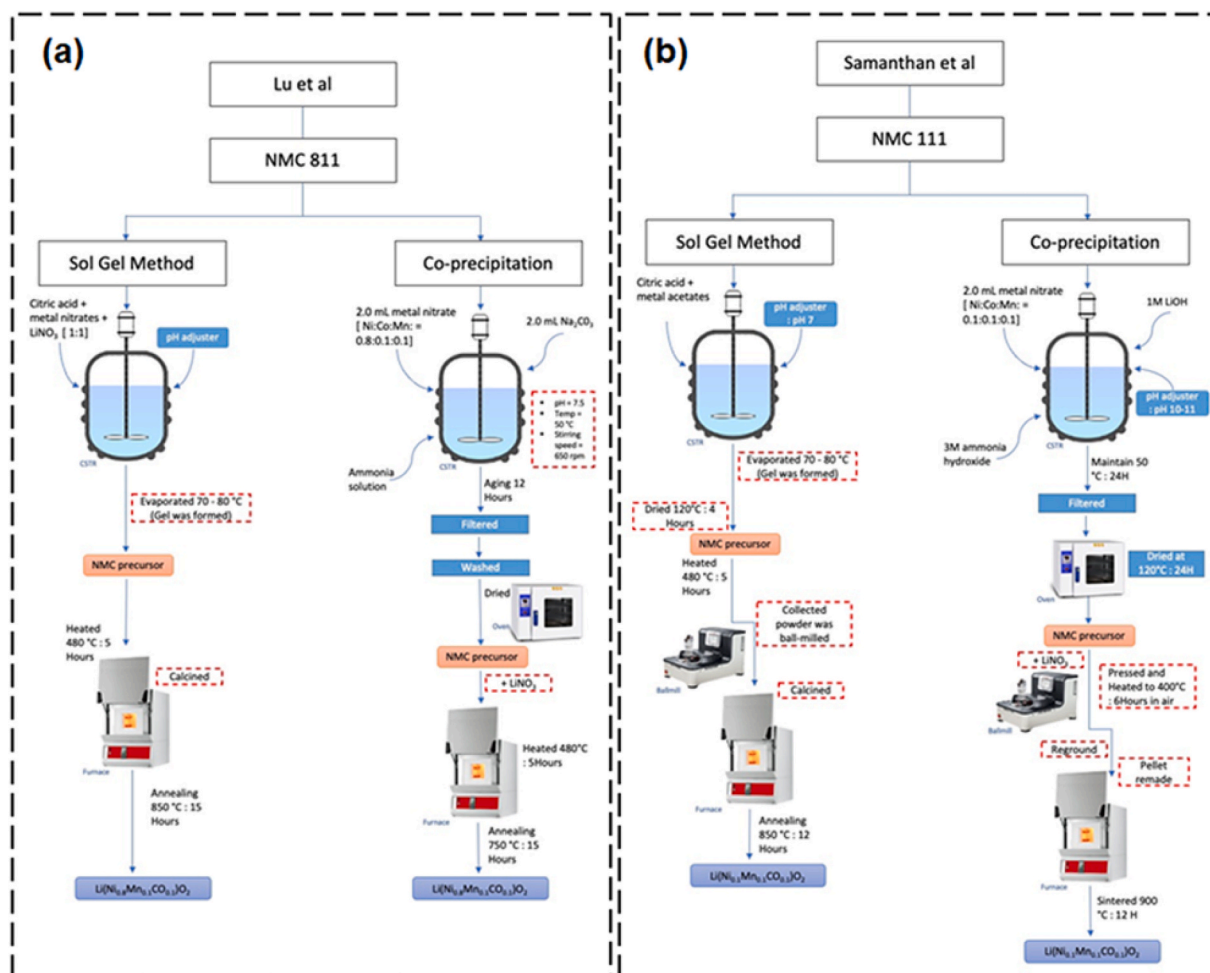 (a)
Lu et al
NMC 811
Sol Gel Method
Citric acid +
metal nitrates +
LiNO₃ [ 1:1]
pH adjuster
CSTR
Evaporated 70 - 80 °C
(Gel was formed)
NMC precursor
Heated
480 °C : 5
Hours
Calcined
Furnace
Annealing
850 °C : 15
Hours
Li(Ni₀.₈Mn₀.₁CO₀.₁)O₂
Co-precipitation
2.0 mL metal nitrate
[ Ni:Co:Mn: =
0.8:0.1:0.1]
2.0 mL Na₂CO₃
• pH = 7.5
• Temp =
50 °C
• Stirring
speed =
650 rpm
Ammonia
solution
CSTR
Aging 12
Hours
Filtered
Washed
Dried
Oven
NMC precursor
+ LiNO₃
Heated 480°C
: 5Hours
Furnace
Annealing
750 °C : 15
Hours
Li(Ni₀.₈Mn₀.₁CO₀.₁)O₂
(b)
Samanthan et al
NMC 111
Sol Gel Method
Citric acid +
metal acetates
pH adjuster
: pH 7
CSTR
Evaporated 70 - 80 °C
(Gel was formed)
Dried 120°C : 4
Hours
NMC precursor
Heated
480 °C : 5
Hours
Collected
powder was
ball-milled
Ballmill
Calcined
Furnace
Annealing
850 °C : 12
Hours
Li(Ni₀.₁Mn₀.₁CO₀.₁)O₂
Co-precipitation
2.0 mL metal nitrate
[ Ni:Co:Mn: =
0.1:0.1:0.1]
1M LiOH
pH adjuster
: pH 10-11
3M ammonia
hydroxide
CSTR
Maintain 50
°C : 24H
Filtered
Dried at
120°C : 24H
Oven
NMC precursor
+ LiNO₃
Pressed and
Heated to 400°C
: 6Hours in air
Ballmill
Reground
Pellet
remade
Furnace
Sintered 900
°C : 12 H
Li(Ni₀.₁Mn₀.₁CO₀.₁)O₂